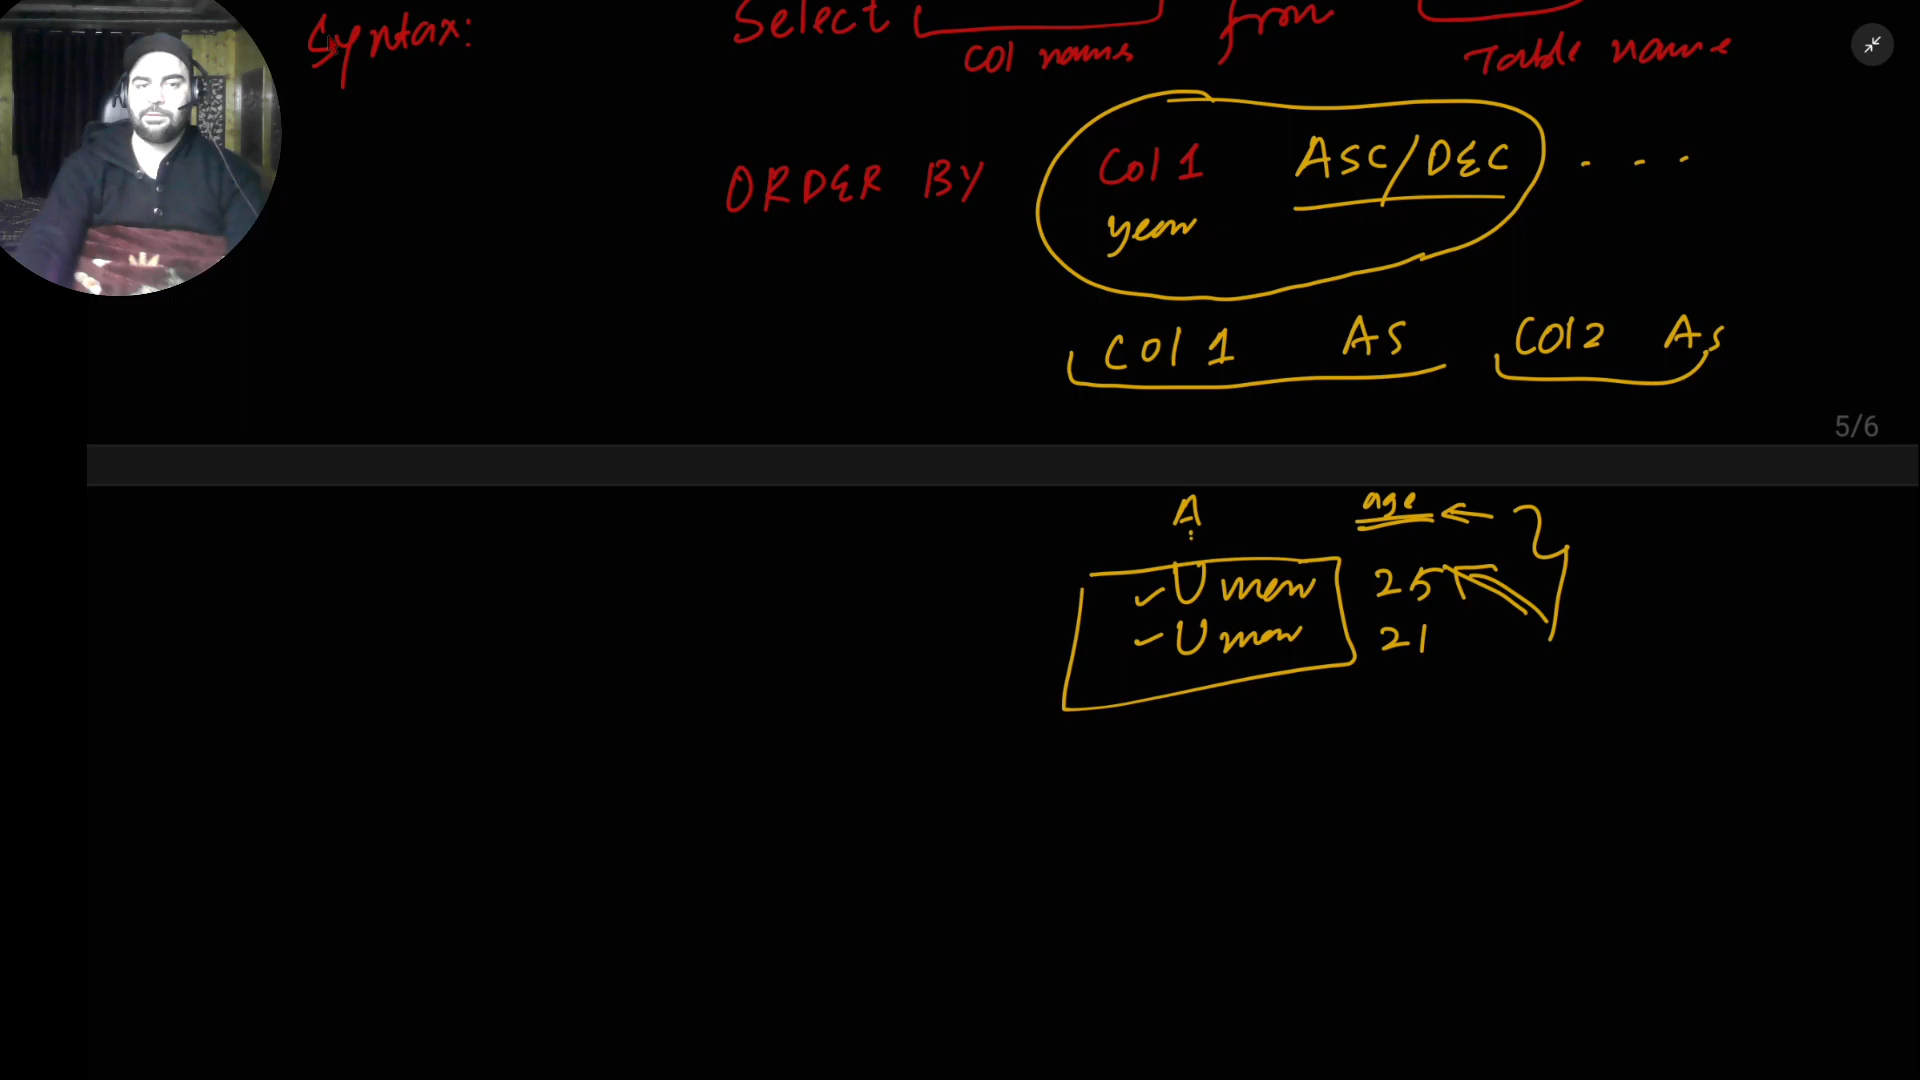 Syntax: Select from
Col names Table name
ORDER BY Col 1 ASC/DEC . . .
year
Col 1 AS Col2 As
5/6
A age
Umar 25
Umar 21